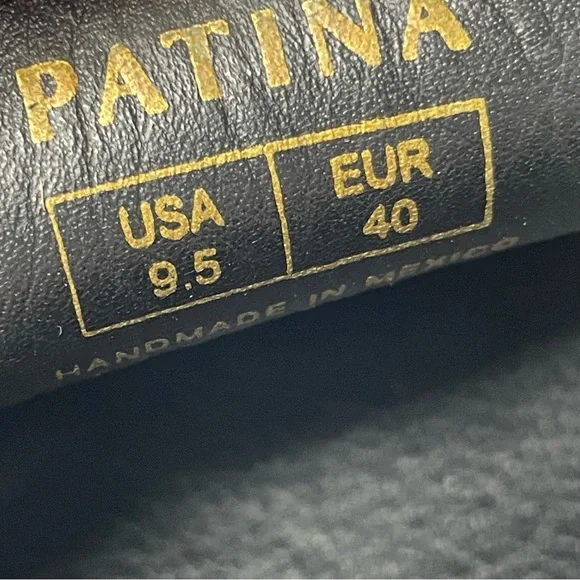 PATINA
USA EUR
9.5 40
HANDMADE IN MEXICO